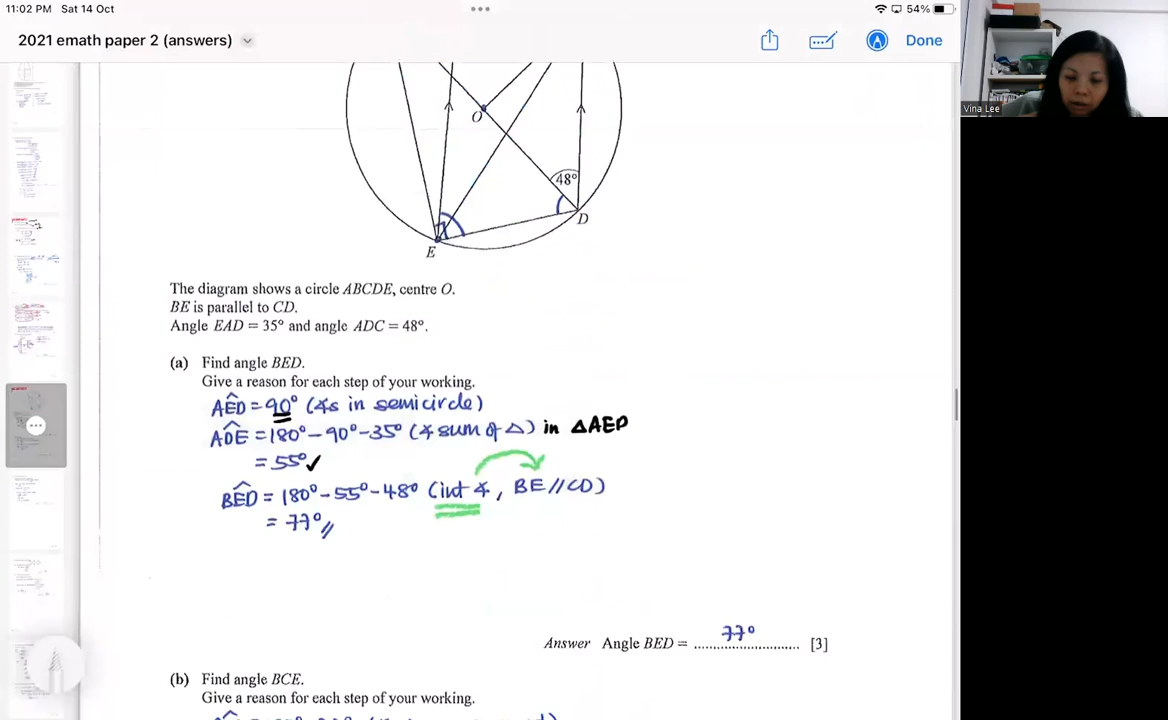 11:02 PM Sat 14 Oct
54%
2021 emath paper 2 (answers)
Done
Vina Lee
O
48°
D
E
The diagram shows a circle ABCDE, centre O.
BE is parallel to CD.
Angle EAD = 35° and angle ADC = 48°.
(a) Find angle BED.
Give a reason for each step of your working.
AÊD = 90° (∡s in semicircle)
AD̂E = 180° - 90° - 35° (∡ sum of △) in △AED
= 55° ✓
BÊD = 180° - 55° - 48° (int ∡, BE // CD)
= 77° //
77°
Answer Angle BED = .............................. [3]
(b) Find angle BCE.
Give a reason for each step of your working.